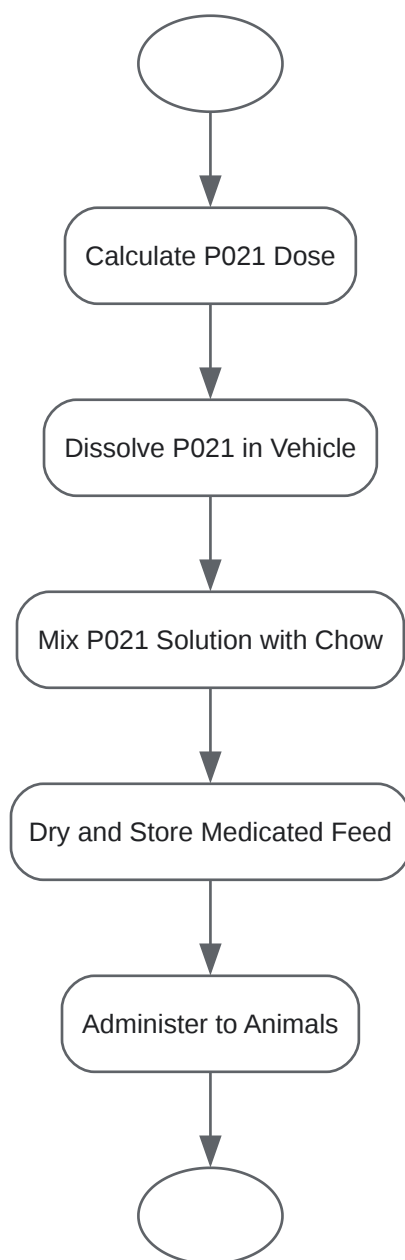 Calculate P021 Dose
Dissolve P021 in Vehicle
Mix P021 Solution with Chow
Dry and Store Medicated Feed
Administer to Animals